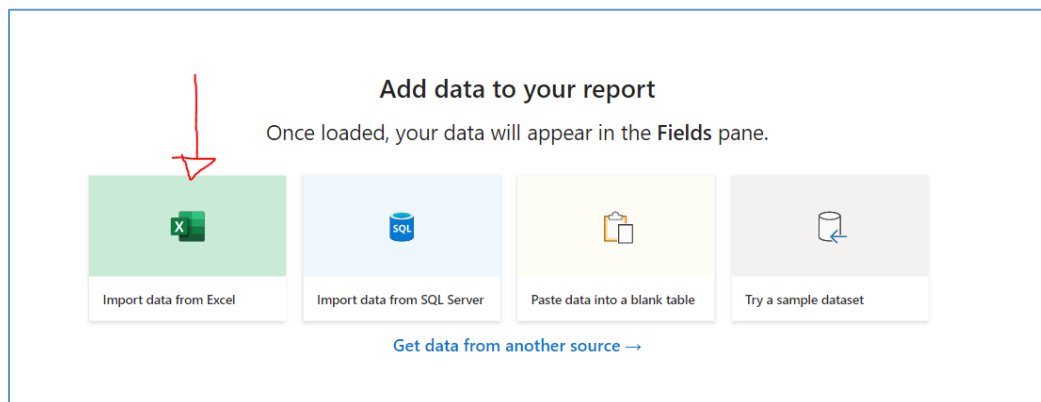 Add data to your report
Once loaded, your data will appear in the Fields pane.
X
SQL
Import data from Excel
Import data from SQL Server
Paste data into a blank table
Try a sample dataset
Get data from another source →